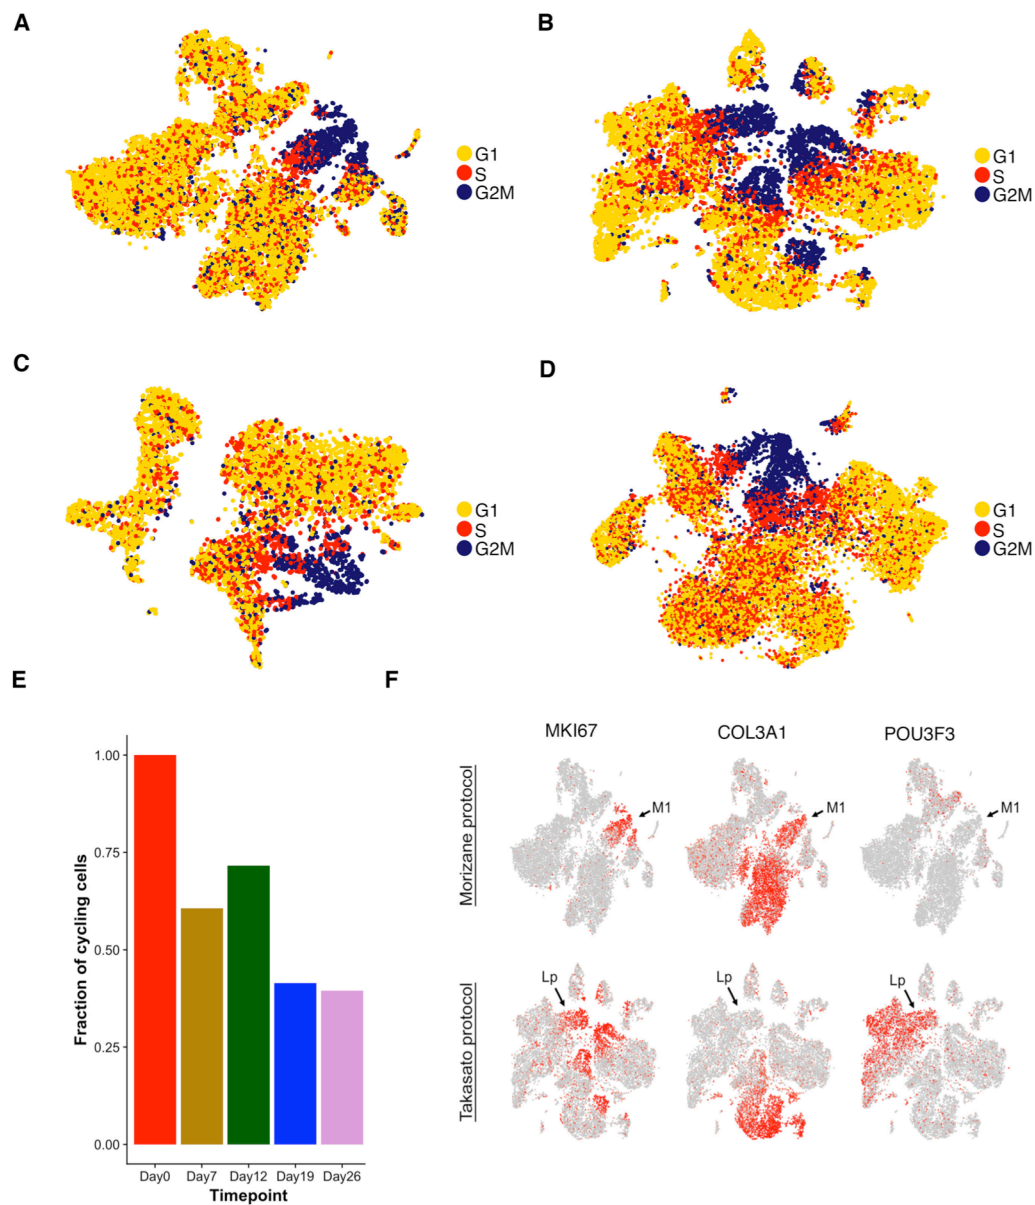 A
G1
S
G2M
B
G1
S
G2M
C
G1
S
G2M
D
G1
S
G2M
E
Fraction of cycling cells
1.00
0.75
0.50
0.25
0.00
Day0 Day7 Day12 Day19 Day26
Timepoint
F
MKI67 COL3A1 POU3F3
Morizane protocol
M1 M1 M1
Takasato protocol
Lp Lp Lp